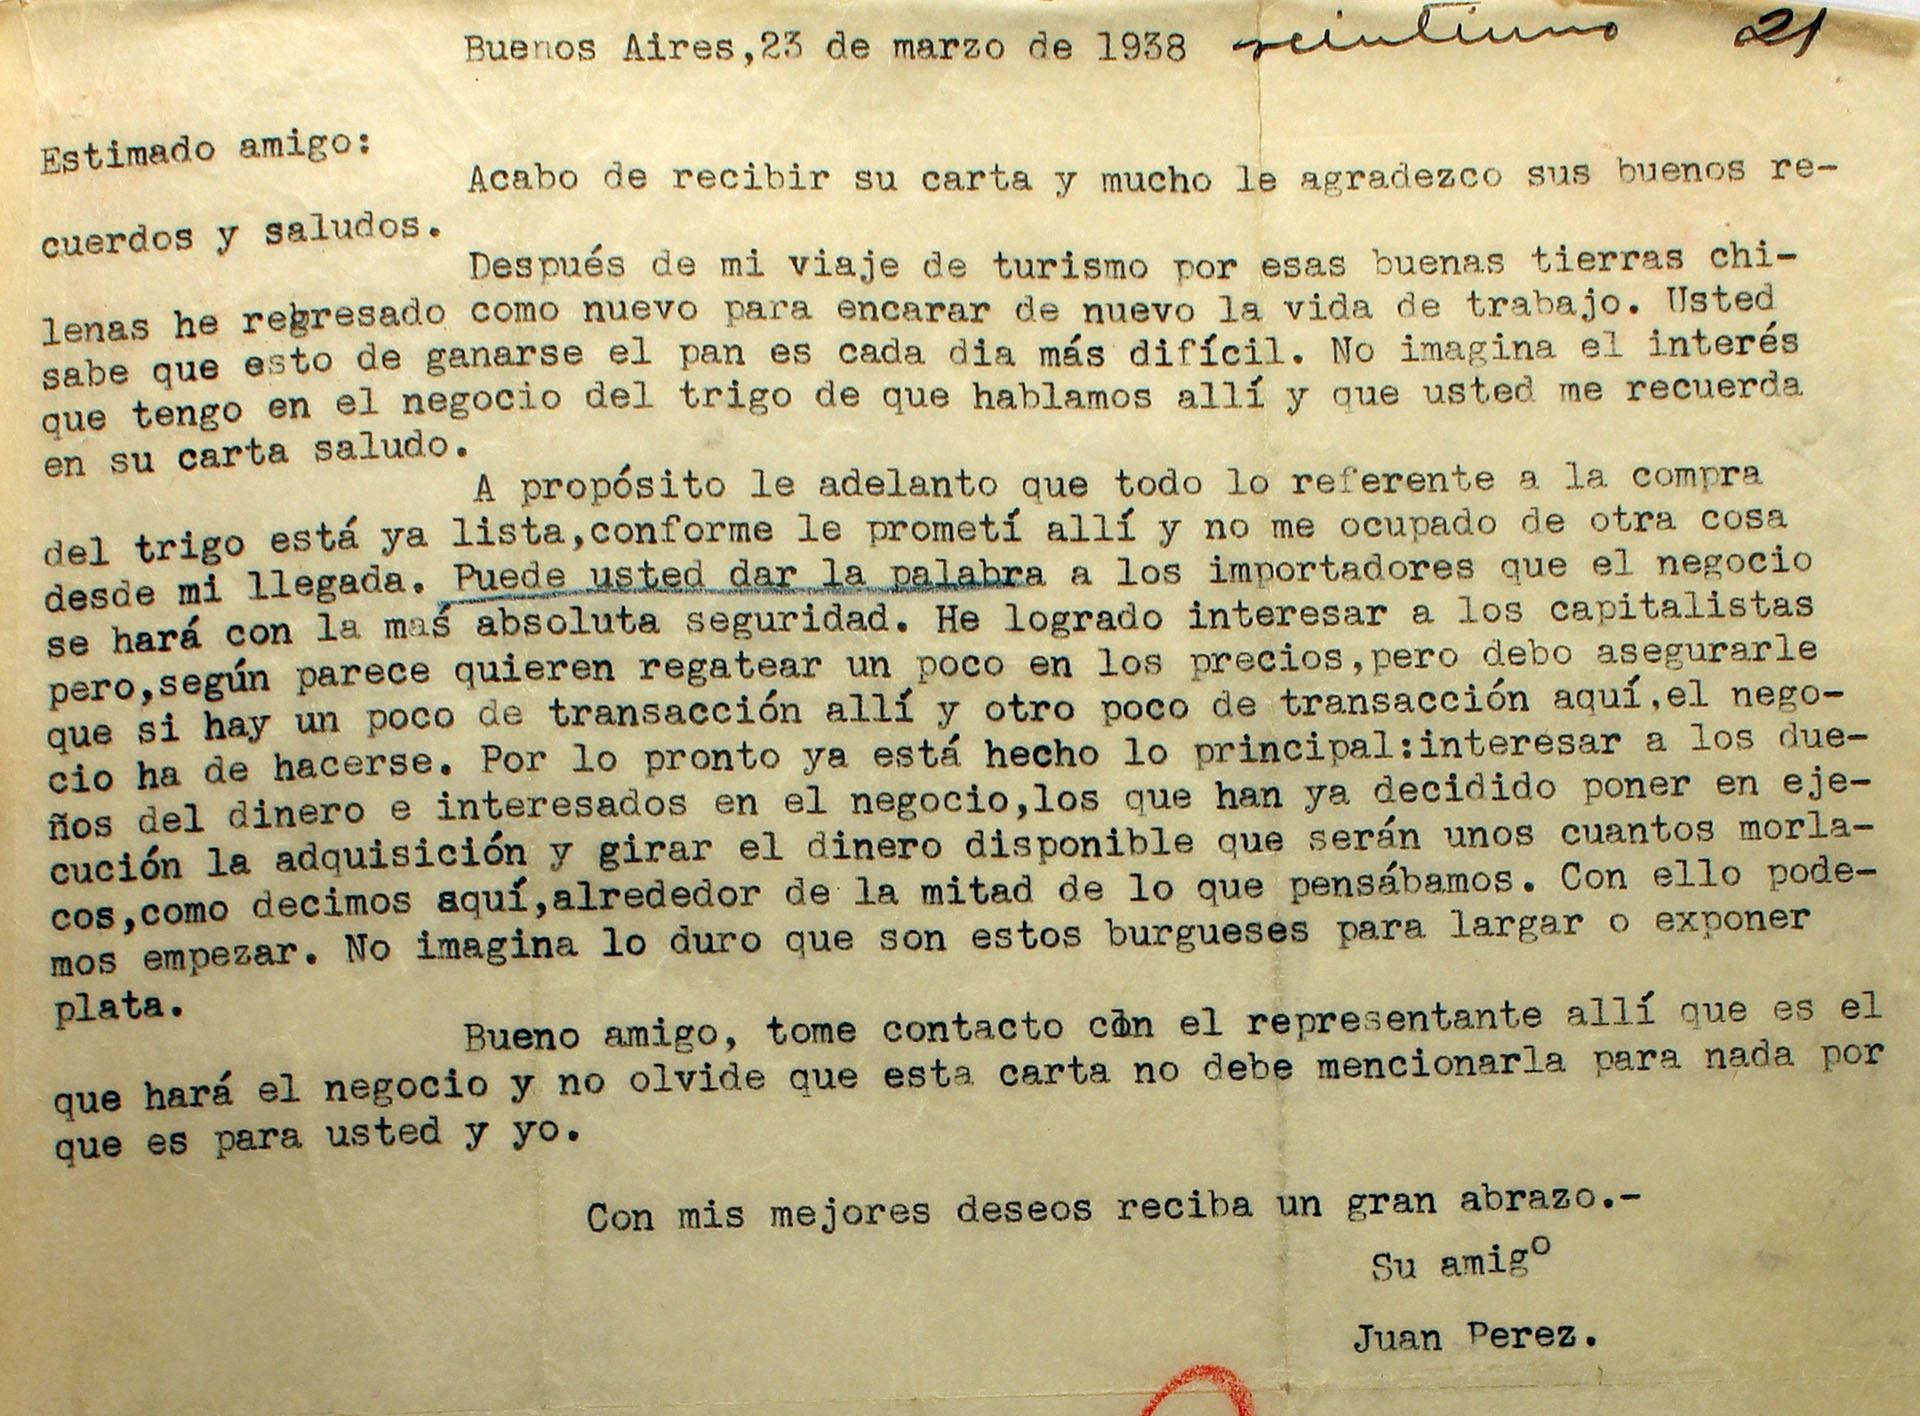 Buenos Aires,23 de marzo de 1938 veintiuno 21
Estimado amigo:
Acabo de recibir su carta y mucho le agradezco sus buenos re-
cuerdos y saludos.
Después de mi viaje de turismo por esas buenas tierras chi-
lenas he regresado como nuevo para encarar de nuevo la vida de trabajo. Usted
sabe que esto de ganarse el pan es cada dia más difícil. No imagina el interés
que tengo en el negocio del trigo de que hablamos allí y que usted me recuerda
en su carta saludo.
A propósito le adelanto que todo lo referente a la compra
del trigo está ya lista,conforme le prometí allí y no me ocupado de otra cosa
desde mi llegada. Puede usted dar la palabra a los importadores que el negocio
se hará con la maś absoluta seguridad. He logrado interesar a los capitalistas
pero,según parece quieren regatear un poco en los precios,pero debo asegurarle
que si hay un poco de transacción allí y otro poco de transacción aquí,el nego-
cio ha de hacerse. Por lo pronto ya está hecho lo principal:interesar a los due-
ños del dinero e interesados en el negocio,los que han ya decidido poner en eje-
cución la adquisición y girar el dinero disponible que serán unos cuantos morla-
cos,como decimos aquí,alrededor de la mitad de lo que pensábamos. Con ello pode-
mos empezar. No imagina lo duro que son estos burgueses para largar o exponer
plata.
Bueno amigo, tome contacto con el representante allí que es el
que hará el negocio y no olvide que esta carta no debe mencionarla para nada por
que es para usted y yo.
Con mis mejores deseos reciba un gran abrazo.-
Su amigo
Juan Perez.